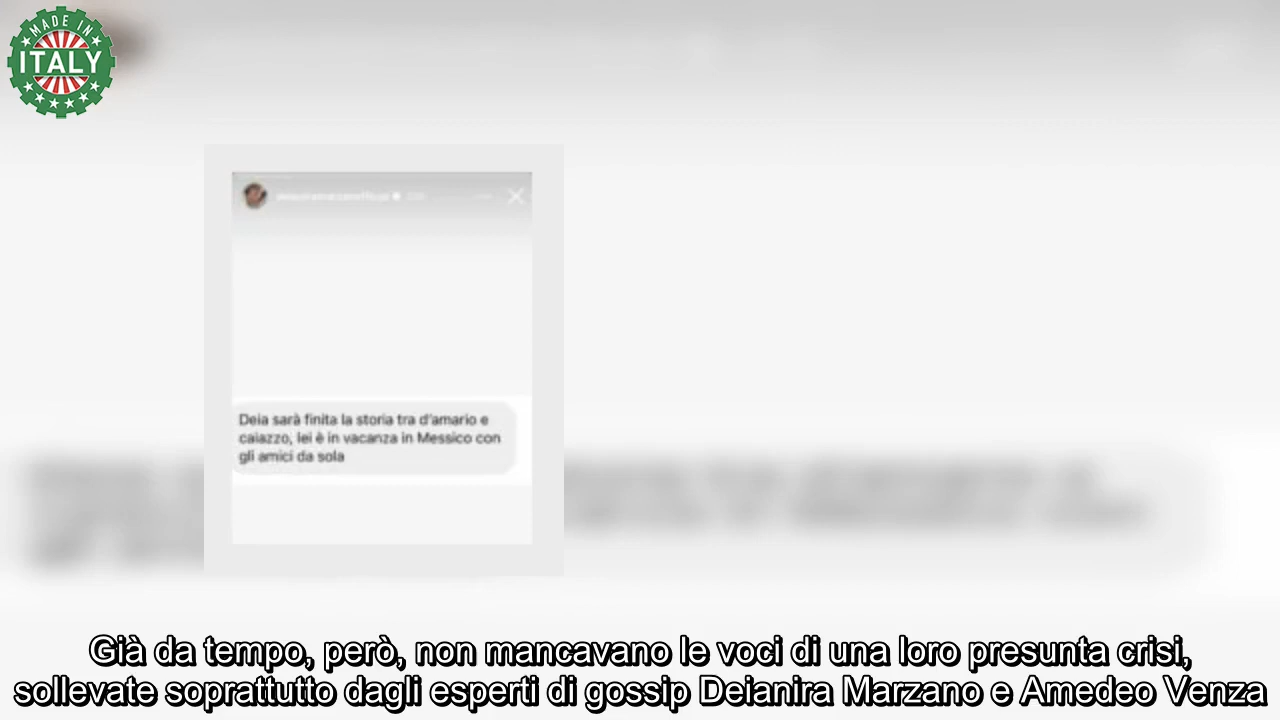 MADE IN
ITALY
Deia sarà finita la storia tra d'amario e
caiazzo, lei è in vacanza in Messico con
gli amici da sola
Già da tempo, però, non mancavano le voci di una loro presunta crisi,
sollevate soprattutto dagli esperti di gossip Deianira Marzano e Amedeo Venza